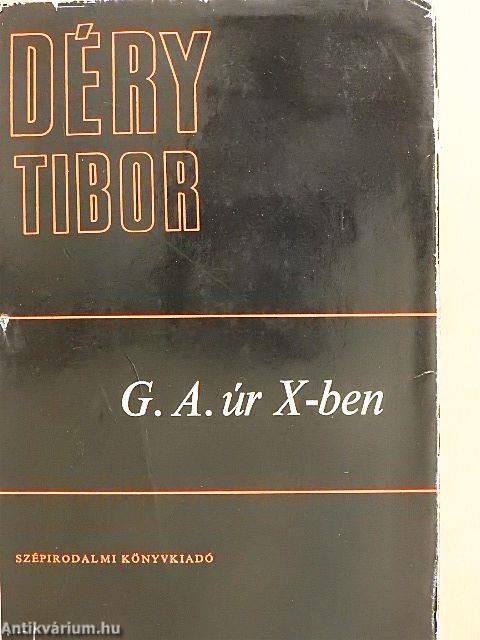 DÉRY
TIBOR
G. A. úr X-ben
SZÉPIRODALMI KÖNYVKIADÓ
Antikvárium.hu